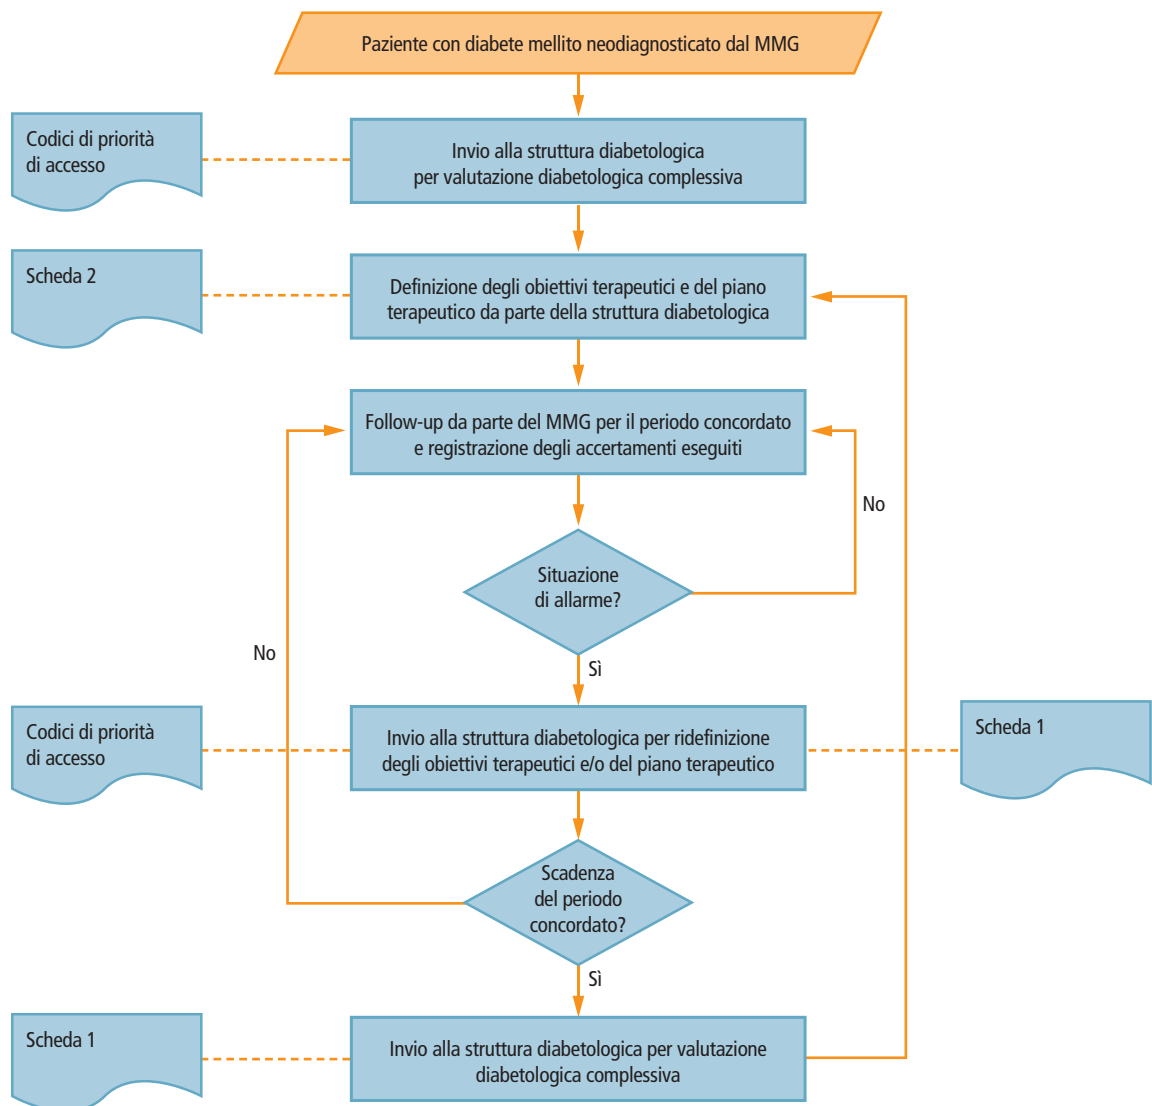 Paziente con diabete mellito neodiagnosticato dal MMG
Codici di priorità
di accesso
Invio alla struttura diabetologica
per valutazione diabetologica complessiva
Scheda 2
Definizione degli obiettivi terapeutici e del piano
terapeutico da parte della struttura diabetologica
Follow-up da parte del MMG per il periodo concordato
e registrazione degli accertamenti eseguiti
No
Situazione
di allarme?
No
Sì
Codici di priorità
di accesso
Invio alla struttura diabetologica per ridefinizione
degli obiettivi terapeutici e/o del piano terapeutico
Scheda 1
Scadenza
del periodo
concordato?
Sì
Scheda 1
Invio alla struttura diabetologica per valutazione
diabetologica complessiva